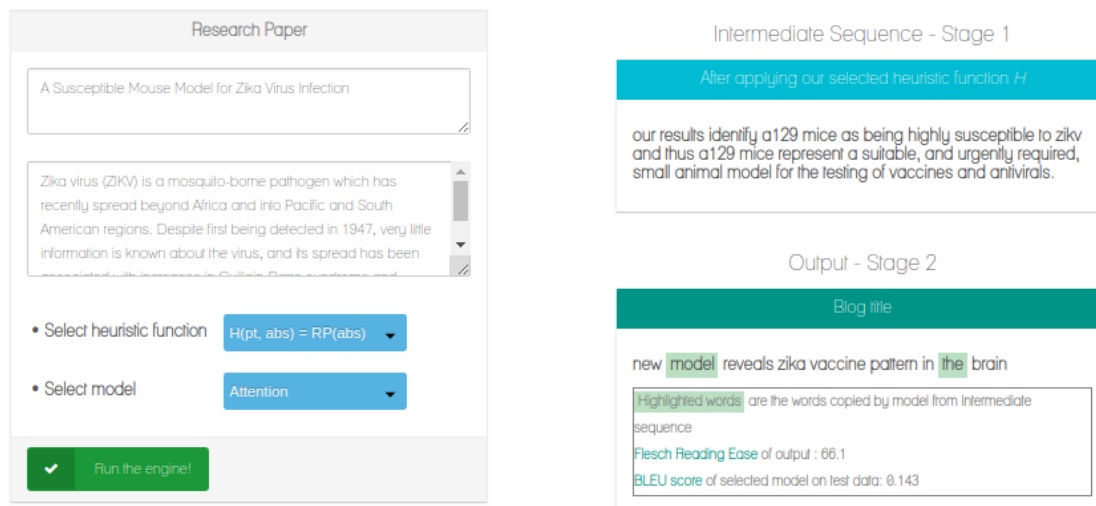 Research Paper
A Susceptible Mouse Model for Zika Virus Infection
Zika virus (ZIKV) is a mosquito-borne pathogen which has
recently spread beyond Africa and into Pacific and South
American regions. Despite first being detected in 1947, very little
information is known about the virus, and its spread has been
• Select heuristic function
H(pt, abs) = RP(abs)
• Select model
Attention
Run the engine!
Intermediate Sequence - Stage 1
After applying our selected heuristic function H
our results identify a129 mice as being highly susceptible to zikv
and thus a129 mice represent a suitable, and urgently required,
small animal model for the testing of vaccines and antivirals.
Output - Stage 2
Blog title
new model reveals zika vaccine pattern in the brain
Highlighted words are the words copied by model from Intermediate
sequence
Flesch Reading Ease of output : 66.1
BLEU score of selected model on test data: 0.143